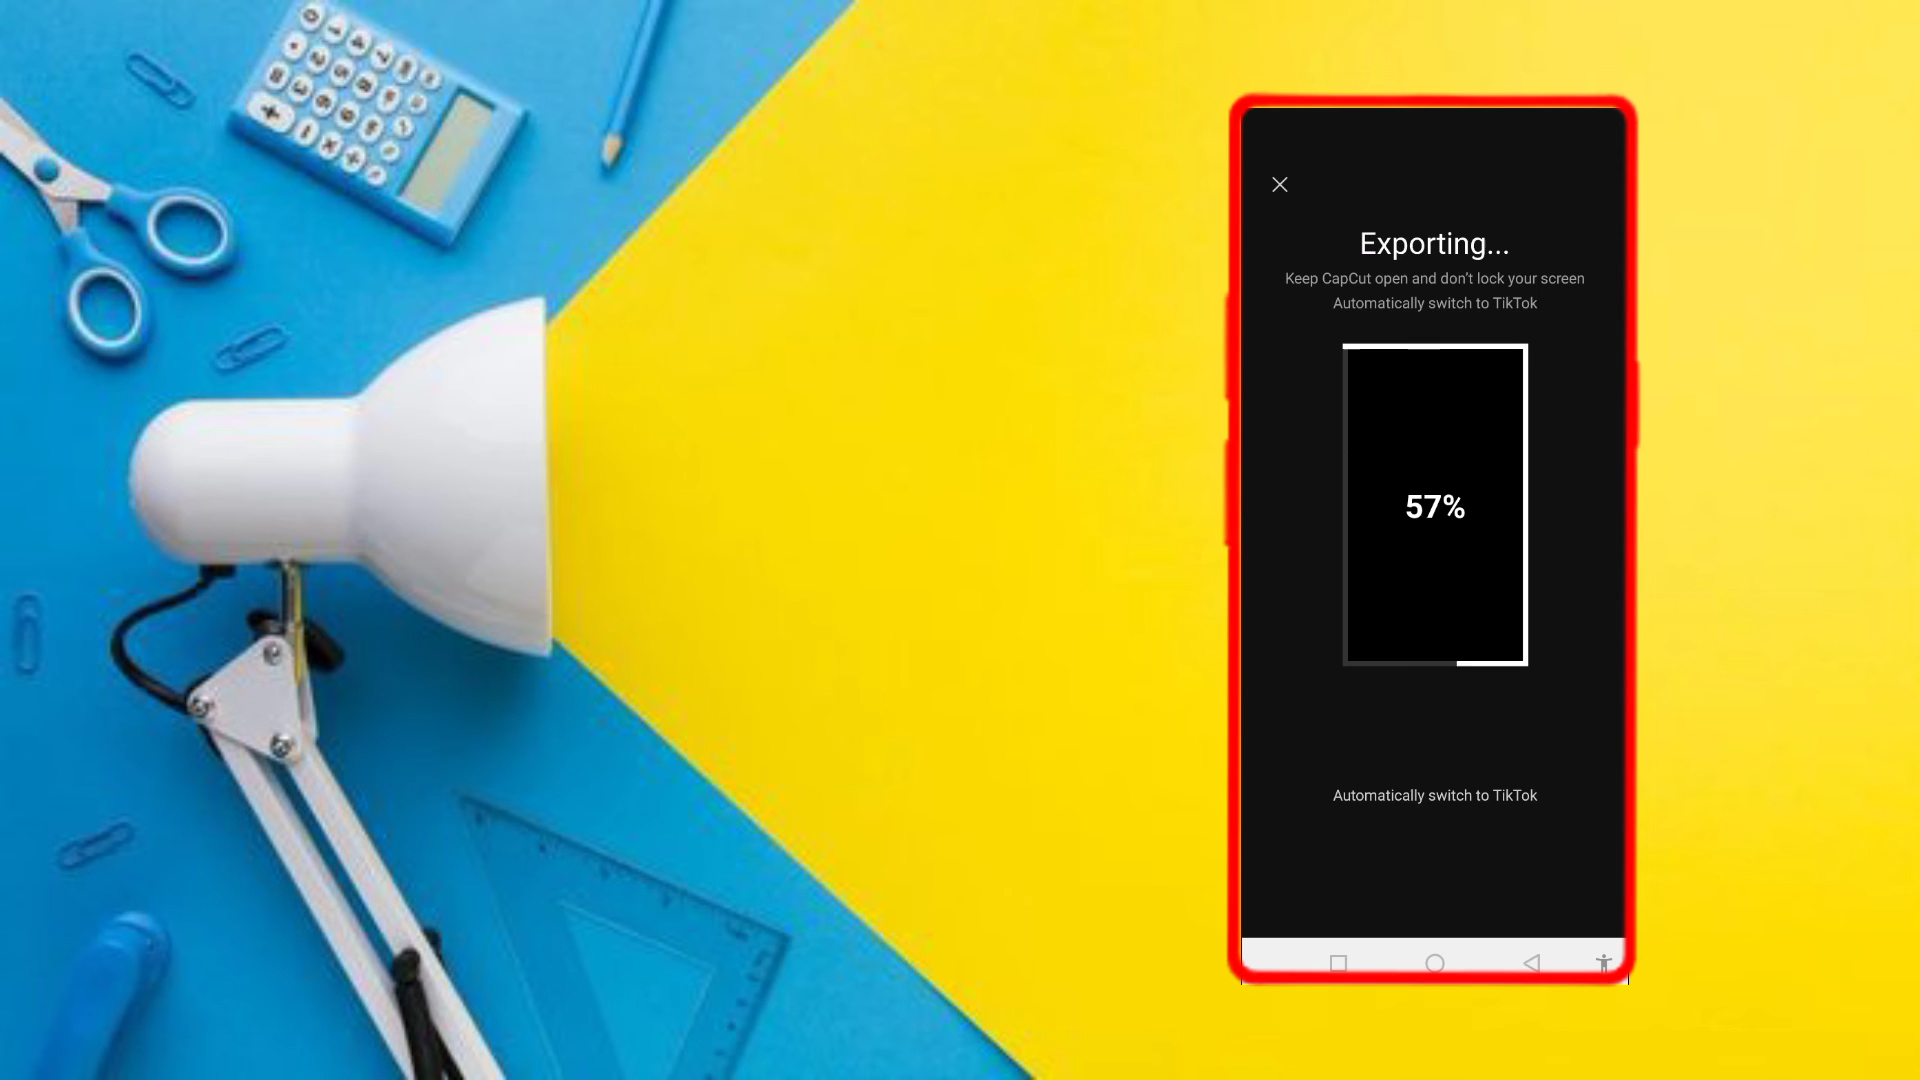 Exporting...
Keep CapCut open and don't lock your screen
Automatically switch to TikTok
57%
Automatically switch to TikTok